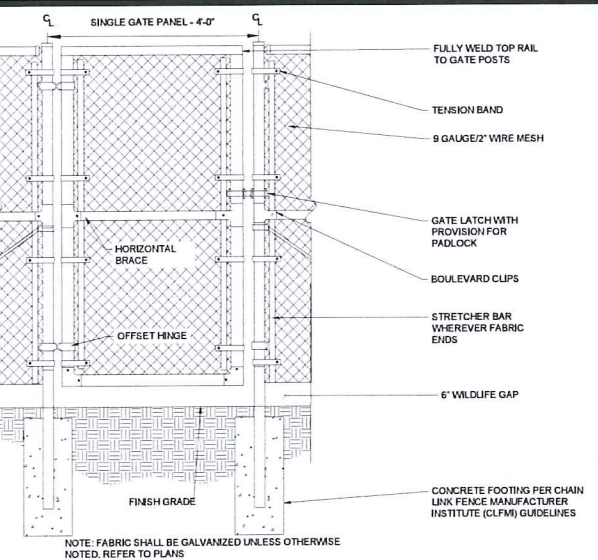 CL
SINGLE GATE PANEL - 4'-0"
CL
FULLY WELD TOP RAIL
TO GATE POSTS
TENSION BAND
9 GAUGE/2" WIRE MESH
GATE LATCH WITH
PROVISION FOR
PADLOCK
HORIZONTAL
BRACE
BOULEVARD CLIPS
STRETCHER BAR
WHEREVER FABRIC
ENDS
OFFSET HINGE
6" WILDLIFE GAP
FINISH GRADE
CONCRETE FOOTING PER CHAIN
LINK FENCE MANUFACTURER
INSTITUTE (CLFMI) GUIDELINES
NOTE: FABRIC SHALL BE GALVANIZED UNLESS OTHERWISE
NOTED, REFER TO PLANS